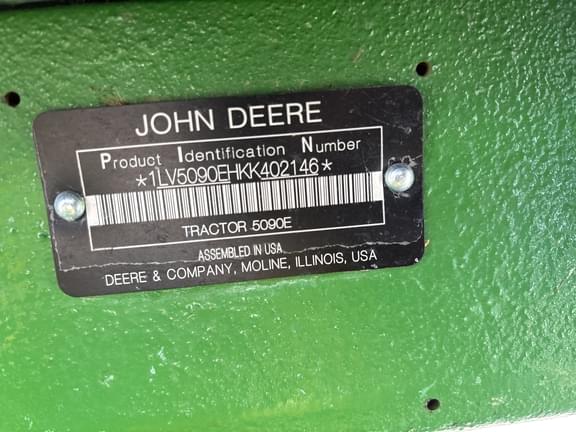 JOHN DEERE
Product Identification Number
*1LV5090EHKK402146*
TRACTOR 5090E
ASSEMBLED IN USA
DEERE & COMPANY, MOLINE, ILLINOIS, USA